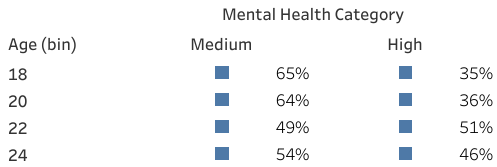 Mental Health Category
Age (bin) Medium High
18 65% 35%
20 64% 36%
22 49% 51%
24 54% 46%